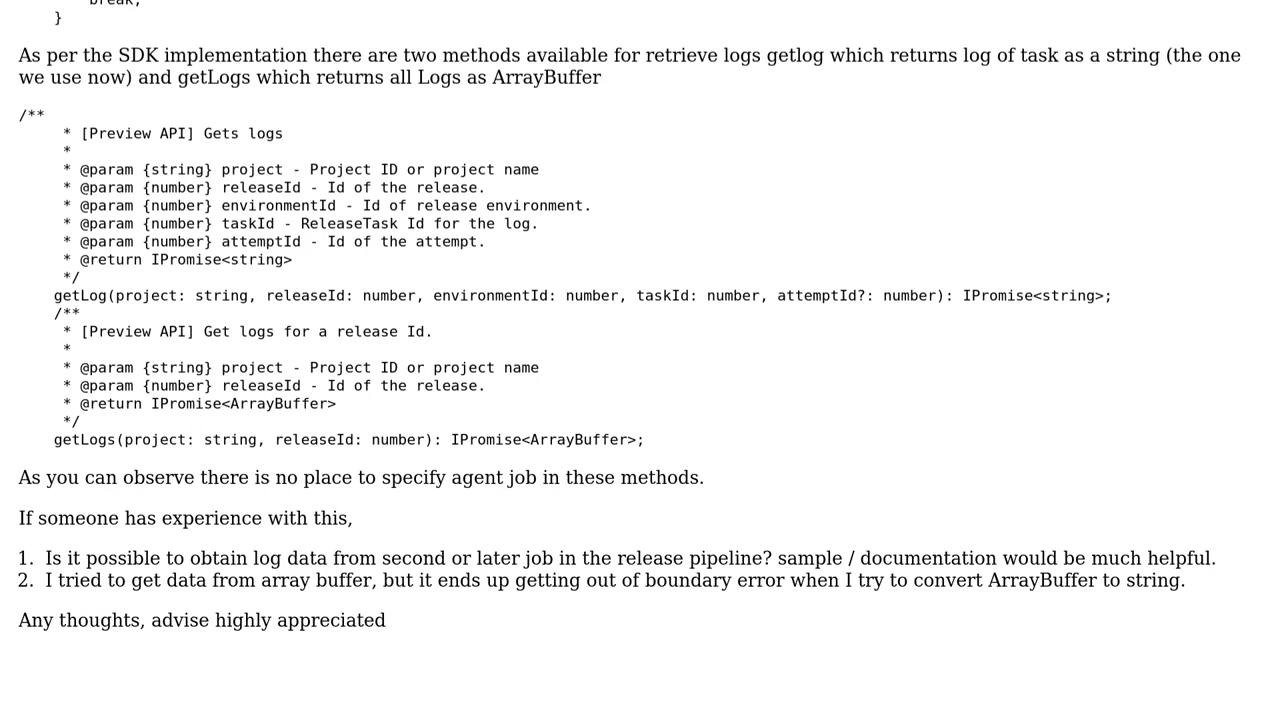 break;
}
As per the SDK implementation there are two methods available for retrieve logs getlog which returns log of task as a string (the one
we use now) and getLogs which returns all Logs as ArrayBuffer
/**
* [Preview API] Gets logs
*
* @param {string} project - Project ID or project name
* @param {number} releaseId - Id of the release.
* @param {number} environmentId - Id of release environment.
* @param {number} taskId - ReleaseTask Id for the log.
* @param {number} attemptId - Id of the attempt.
* @return IPromise<string>
*/
getLog(project: string, releaseId: number, environmentId: number, taskId: number, attemptId?: number): IPromise<string>;
/**
* [Preview API] Get logs for a release Id.
*
* @param {string} project - Project ID or project name
* @param {number} releaseId - Id of the release.
* @return IPromise<ArrayBuffer>
*/
getLogs(project: string, releaseId: number): IPromise<ArrayBuffer>;
As you can observe there is no place to specify agent job in these methods.
If someone has experience with this,
1. Is it possible to obtain log data from second or later job in the release pipeline? sample / documentation would be much helpful.
2. I tried to get data from array buffer, but it ends up getting out of boundary error when I try to convert ArrayBuffer to string.
Any thoughts, advise highly appreciated